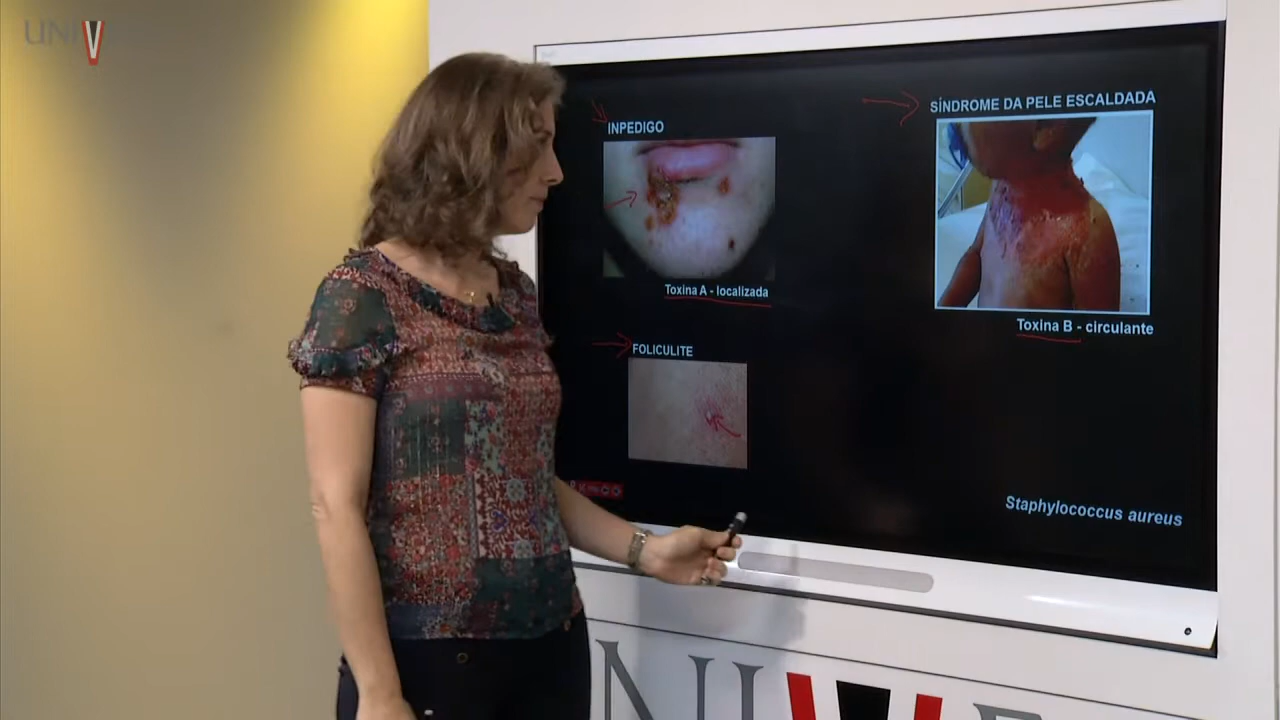 UNIV
INPEDIGO
Toxina A - localizada
FOLICULITE
SÍNDROME DA PELE ESCALDADA
Toxina B - circulante
Staphylococcus aureus